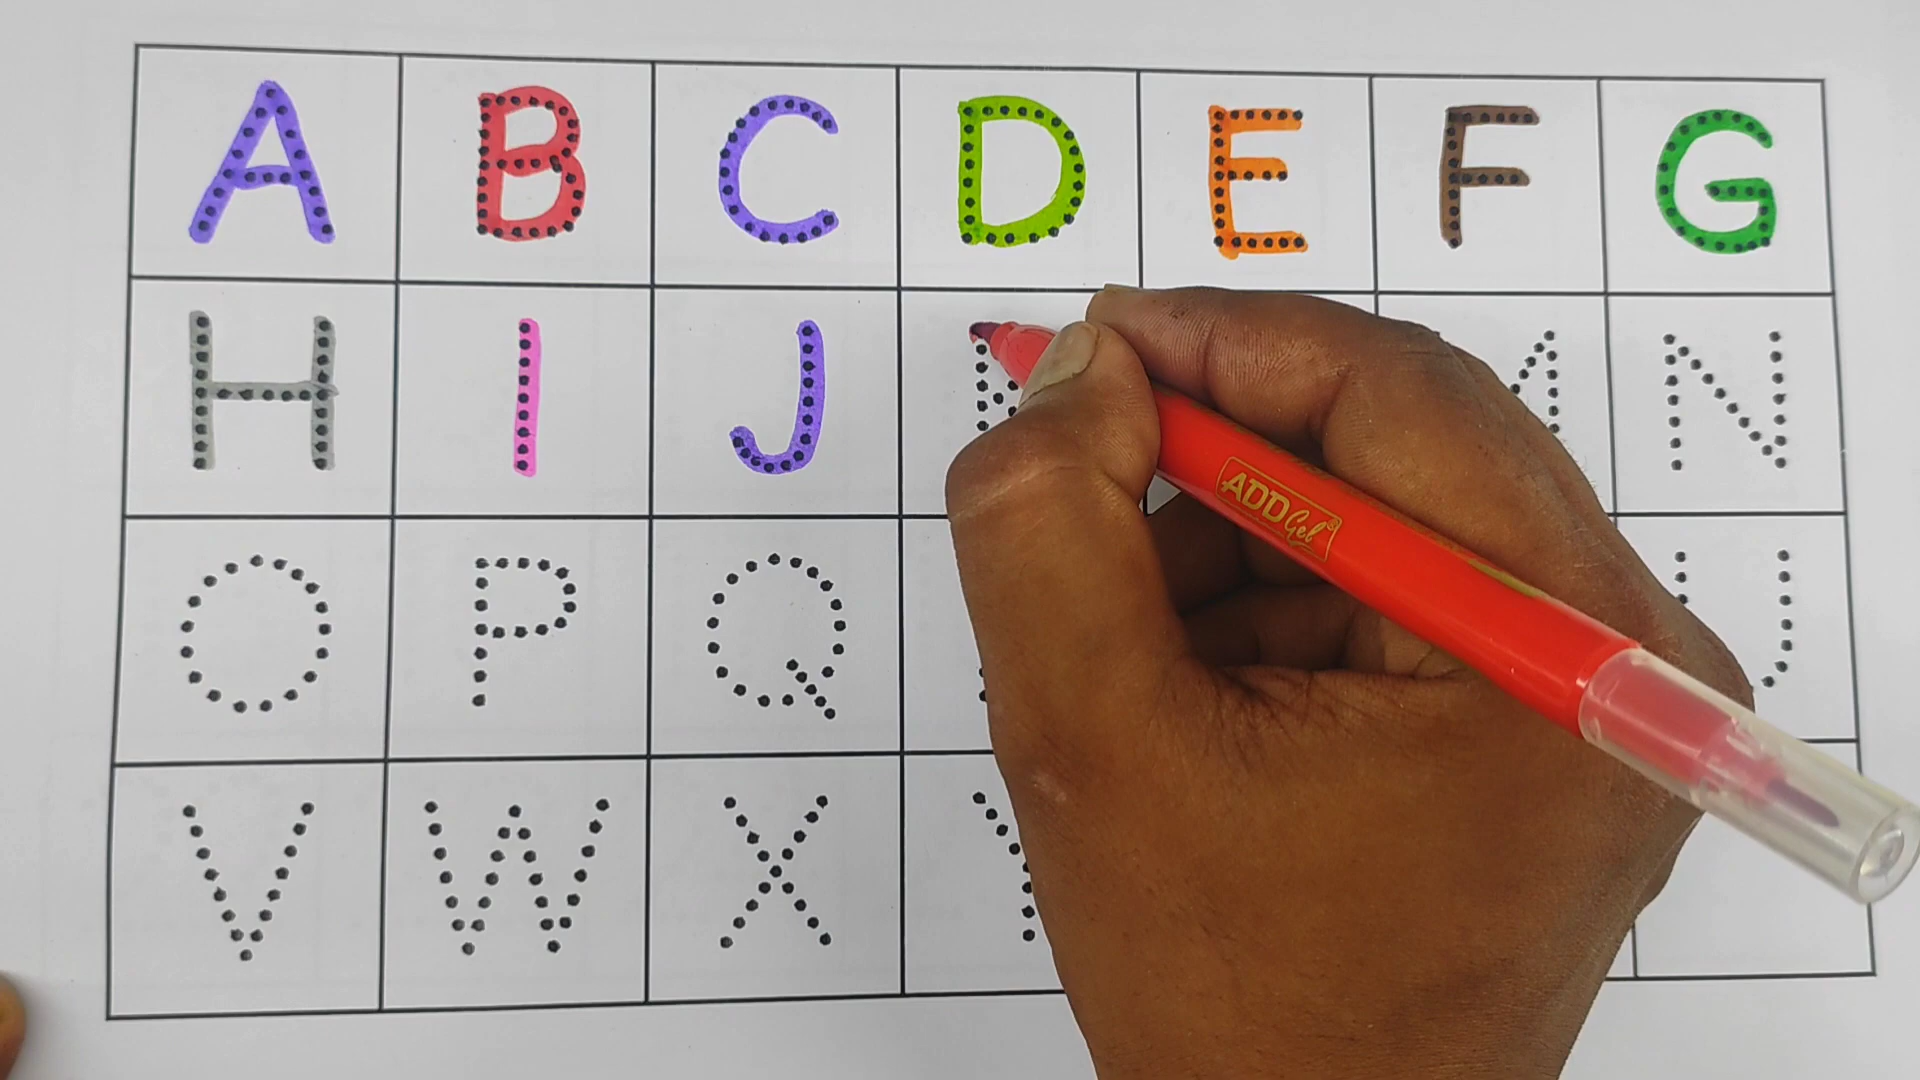 A B C D E F G
H I J K M N
O P Q U
V W X Y
ADD Gel